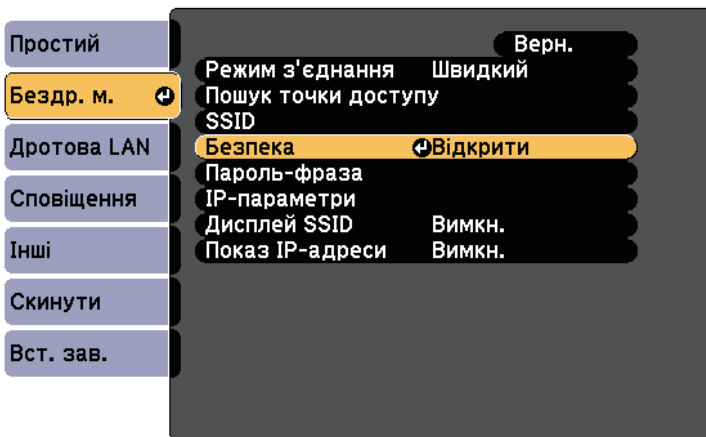 Простий
Бездр. м.
Дротова LAN
Сповіщення
Інші
Скинути
Вст. зав.
Верн.
Режим з'єднання Швидкий
Пошук точки доступу
SSID
Безпека Відкрити
Пароль-фраза
IP-параметри
Дисплей SSID Вимкн.
Показ IP-адреси Вимкн.